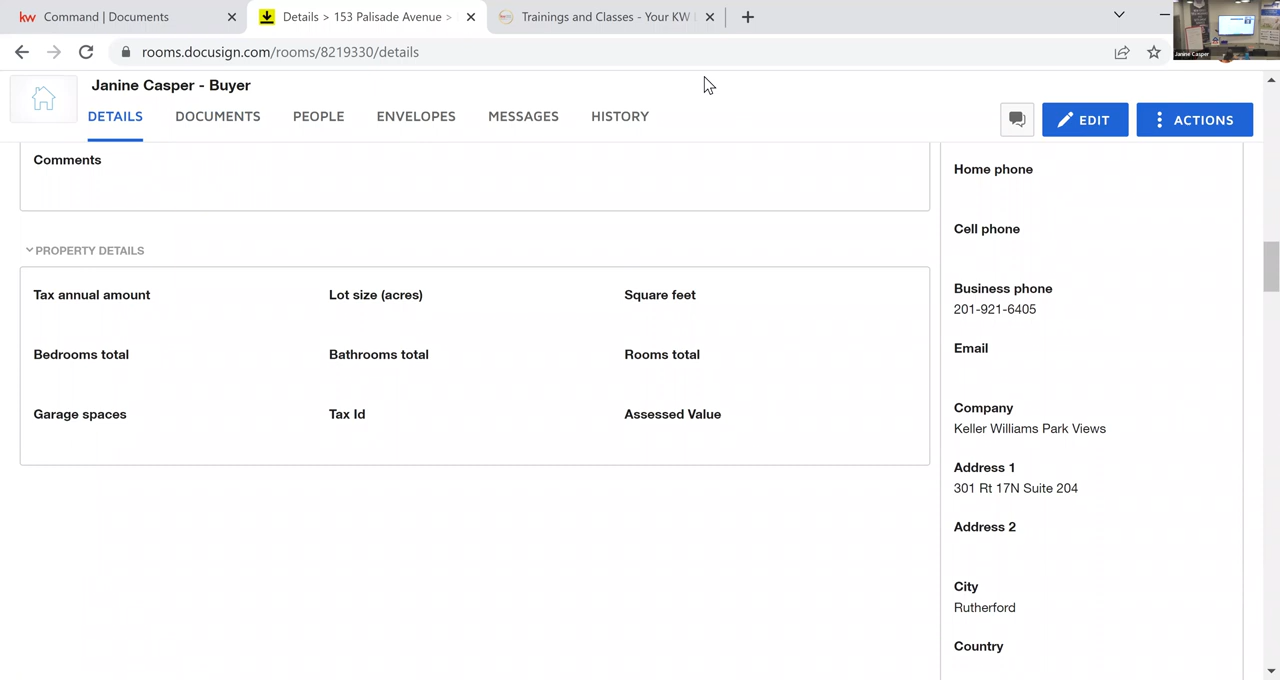 kw Command | Documents
Details > 153 Palisade Avenue >
Trainings and Classes - Your KW
rooms.docusign.com/rooms/8219330/details
Janine Casper
Janine Casper - Buyer
DETAILS DOCUMENTS PEOPLE ENVELOPES MESSAGES HISTORY
EDIT
ACTIONS
Comments
PROPERTY DETAILS
Tax annual amount Lot size (acres) Square feet
Bedrooms total Bathrooms total Rooms total
Garage spaces Tax Id Assessed Value
Home phone
Cell phone
Business phone
201-921-6405
Email
Company
Keller Williams Park Views
Address 1
301 Rt 17N Suite 204
Address 2
City
Rutherford
Country